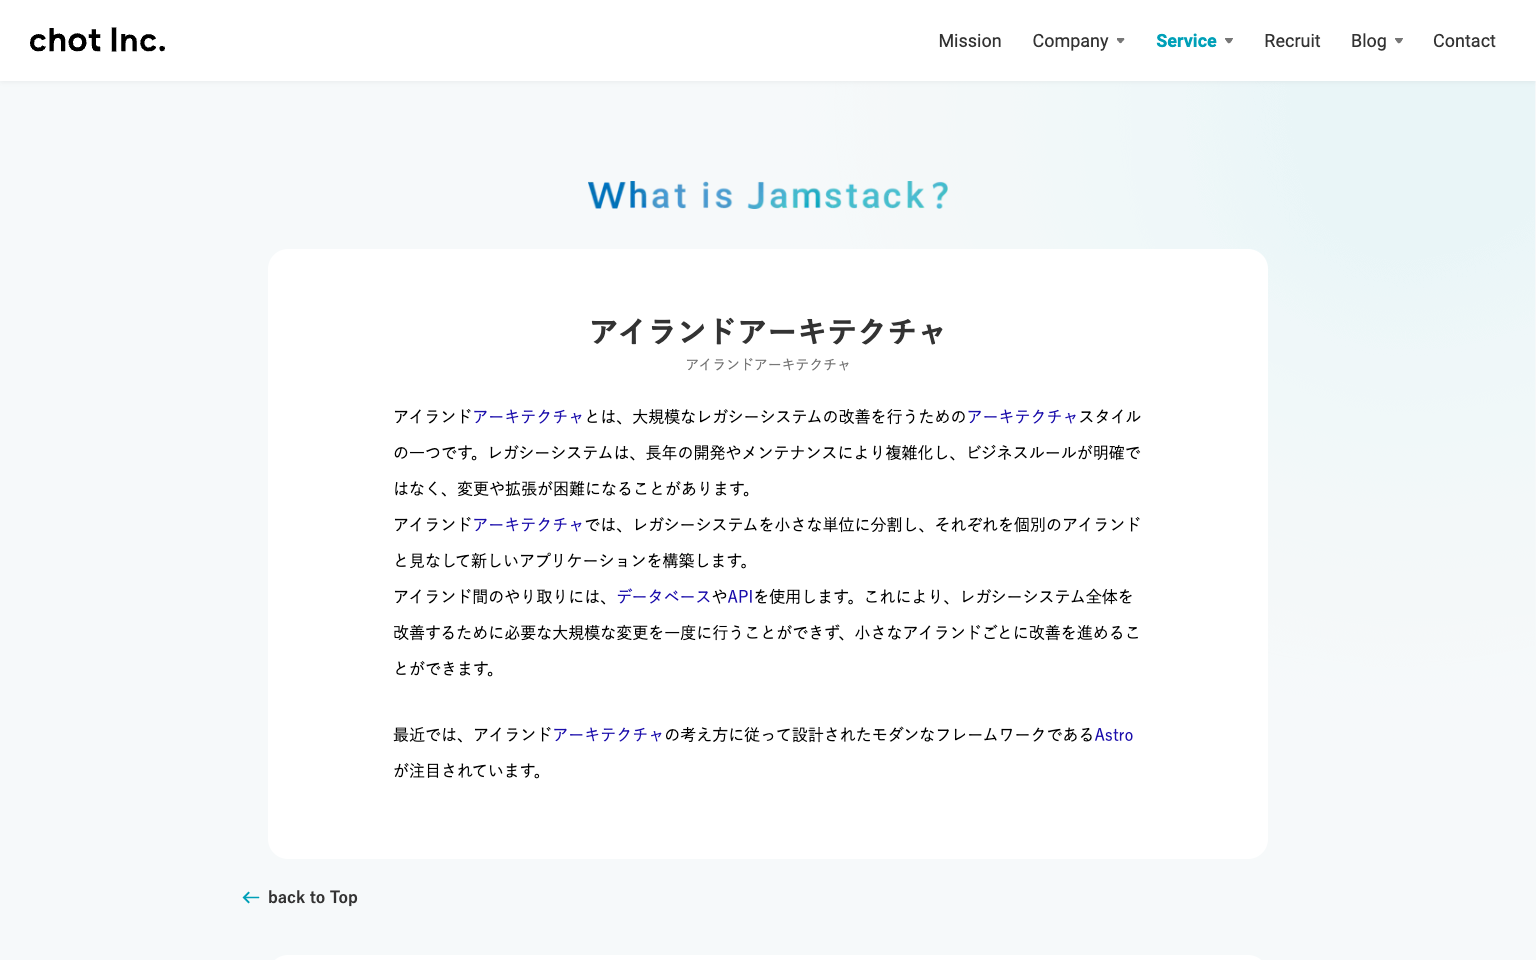 chot Inc.
Mission
Company
Service
Recruit
Blog
Contact
What is Jamstack?
アイランドアーキテクチャ
アイランドアーキテクチャ
アイランドアーキテクチャとは、大規模なレガシーシステムの改善を行うためのアーキテクチャスタイル
の一つです。レガシーシステムは、長年の開発やメンテナンスにより複雑化し、ビジネスルールが明確で
はなく、変更や拡張が困難になることがあります。
アイランドアーキテクチャでは、レガシーシステムを小さな単位に分割し、それぞれを個別のアイランド
と見なして新しいアプリケーションを構築します。
アイランド間のやり取りには、データベースやAPIを使用します。これにより、レガシーシステム全体を
改善するために必要な大規模な変更を一度に行うことができず、小さなアイランドごとに改善を進めるこ
とができます。
最近では、アイランドアーキテクチャの考え方に従って設計されたモダンなフレームワークであるAstro
が注目されています。
back to Top